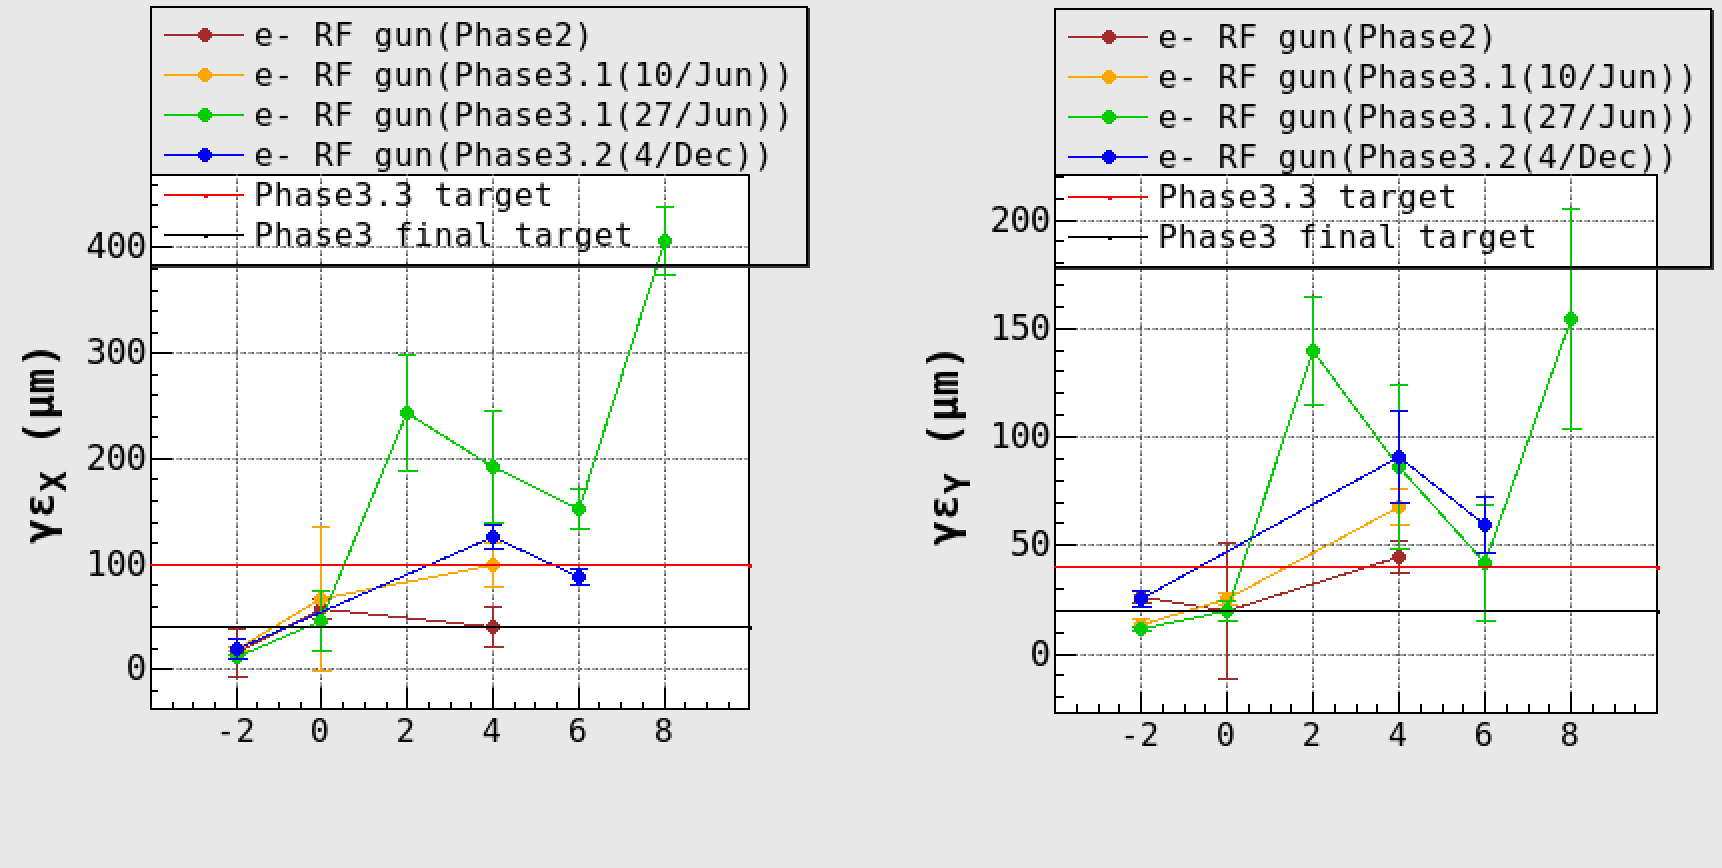 e- RF gun(Phase2)
e- RF gun(Phase3.1(10/Jun))
e- RF gun(Phase3.1(27/Jun))
e- RF gun(Phase3.2(4/Dec))
Phase3.3 target
Phase3 final target
400
300
200
100
0
γεX (μm)
-2 0 2 4 6 8
e- RF gun(Phase2)
e- RF gun(Phase3.1(10/Jun))
e- RF gun(Phase3.1(27/Jun))
e- RF gun(Phase3.2(4/Dec))
Phase3.3 target
Phase3 final target
200
150
100
50
0
γεY (μm)
-2 0 2 4 6 8